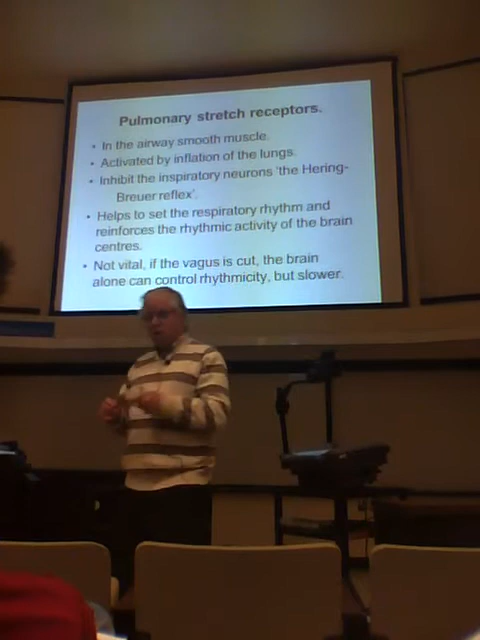 Pulmonary stretch receptors.
• In the airway smooth muscle.
• Activated by inflation of the lungs.
• Inhibit the inspiratory neurons 'the Hering-
Breuer reflex'.
• Helps to set the respiratory rhythm and
reinforces the rhythmic activity of the brain
centres.
• Not vital, if the vagus is cut, the brain
alone can control rhythmicity, but slower.